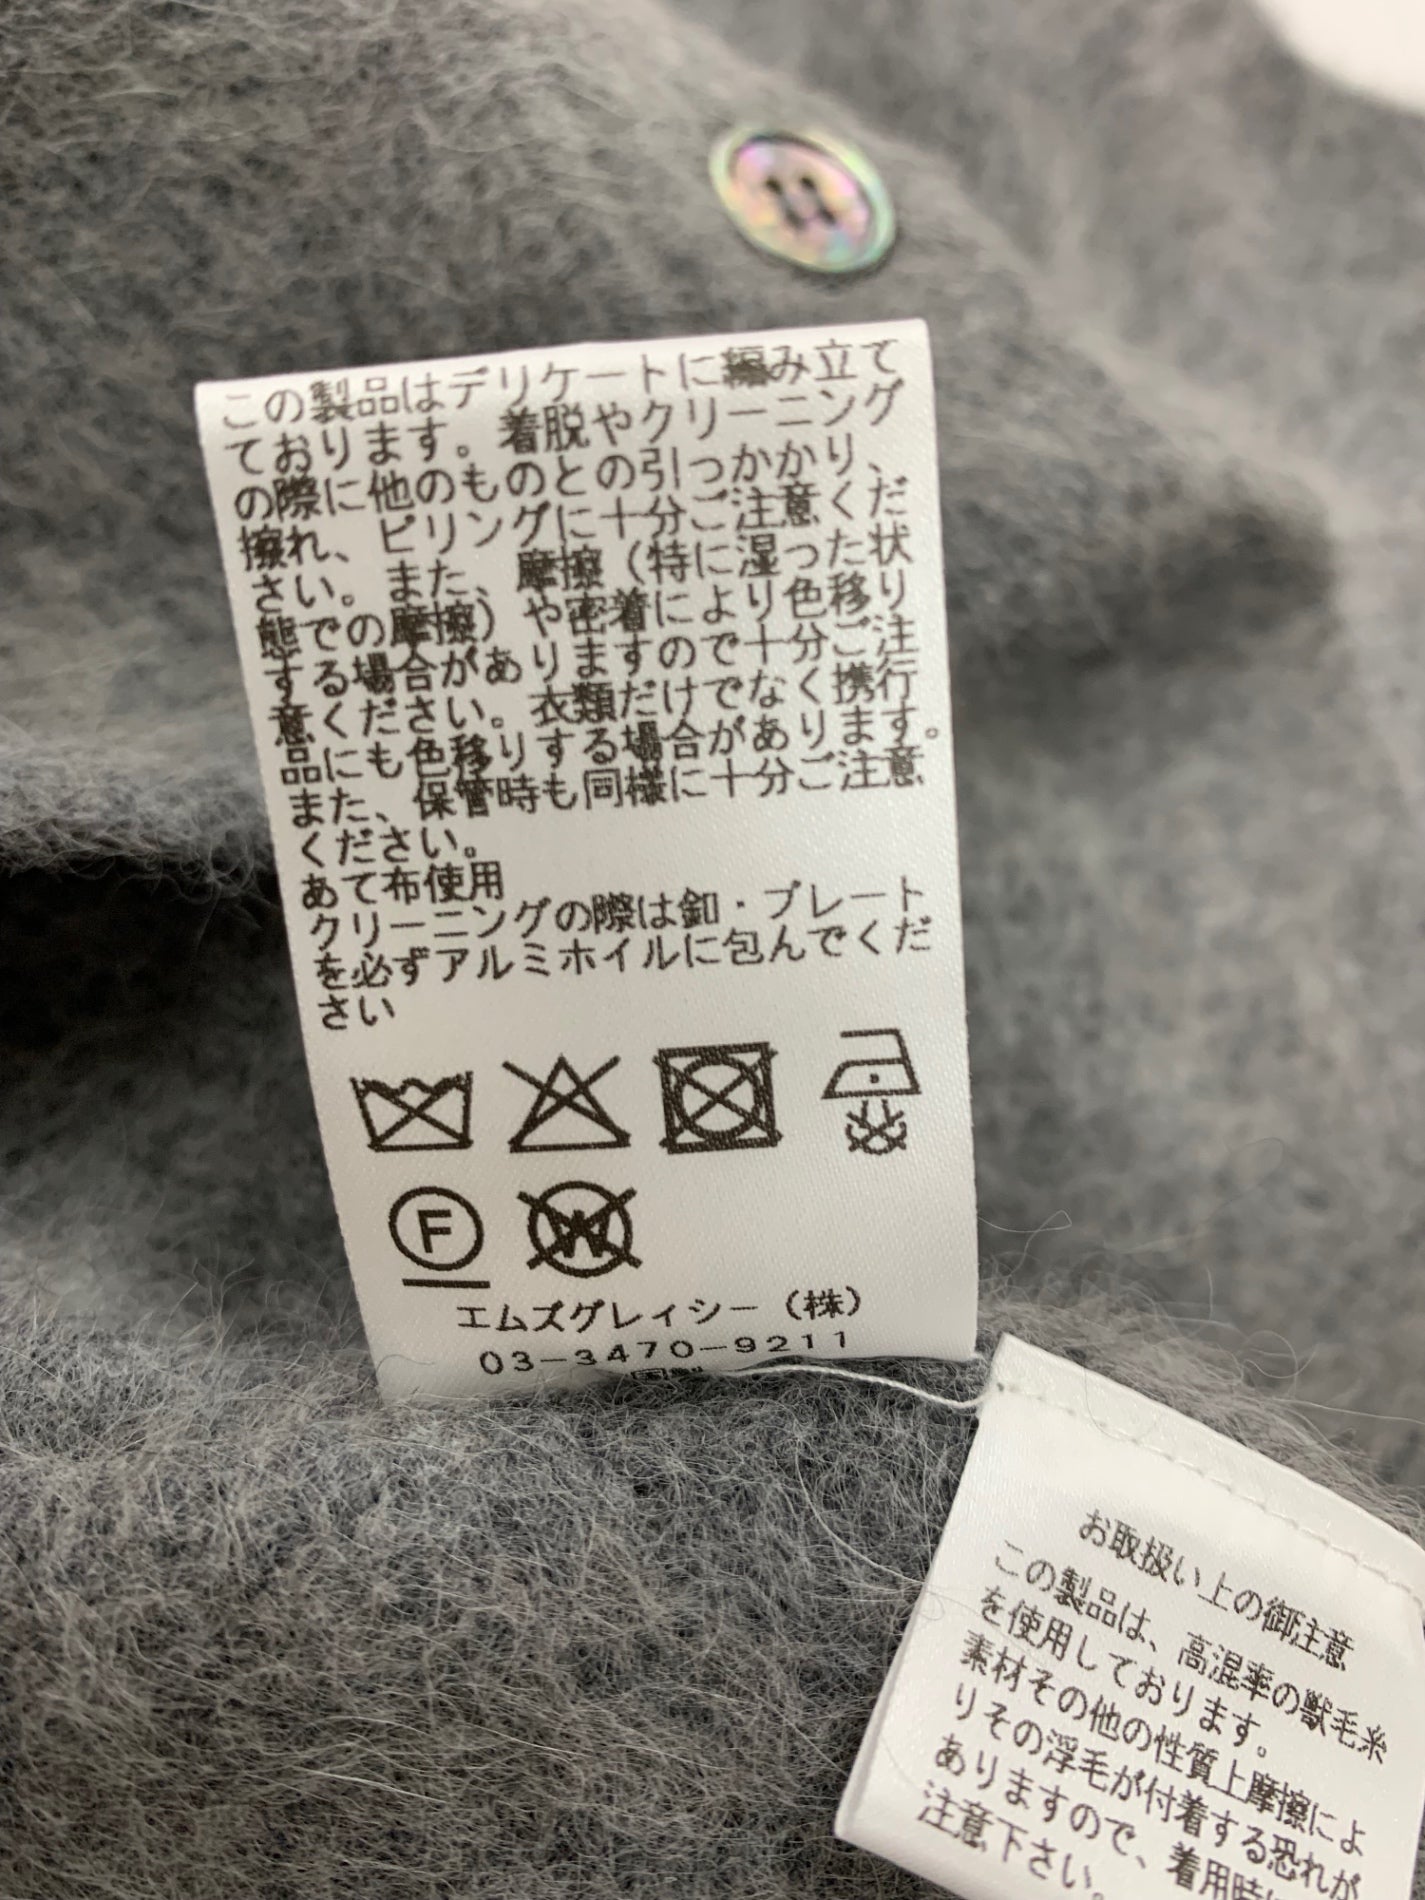 この製品はデリケートに編み立て
ております。着脱やクリーニング
の際に他のものとの引っかかり、
擦れ、ピリングに十分ご注意くだ
さい。また、摩擦（特に湿った状
態での摩擦）や密着により色移り
する場合がありますので十分ご注
意ください。衣類だけでなく携行
品にも色移りする場合があります。
また、保管時も同様に十分ご注意
ください。
あて布使用
クリーニングの際は釦・プレート
を必ずアルミホイルに包んでくだ
さい
F
W
エムズグレイシー（株）
03-3470-9211
お取扱い上の御注意
この製品は、高混率の獣毛糸
を使用しております。
素材その他の性質上摩擦によ
りその浮毛が付着する恐れが
ありますので、着用時に
注意下さい。